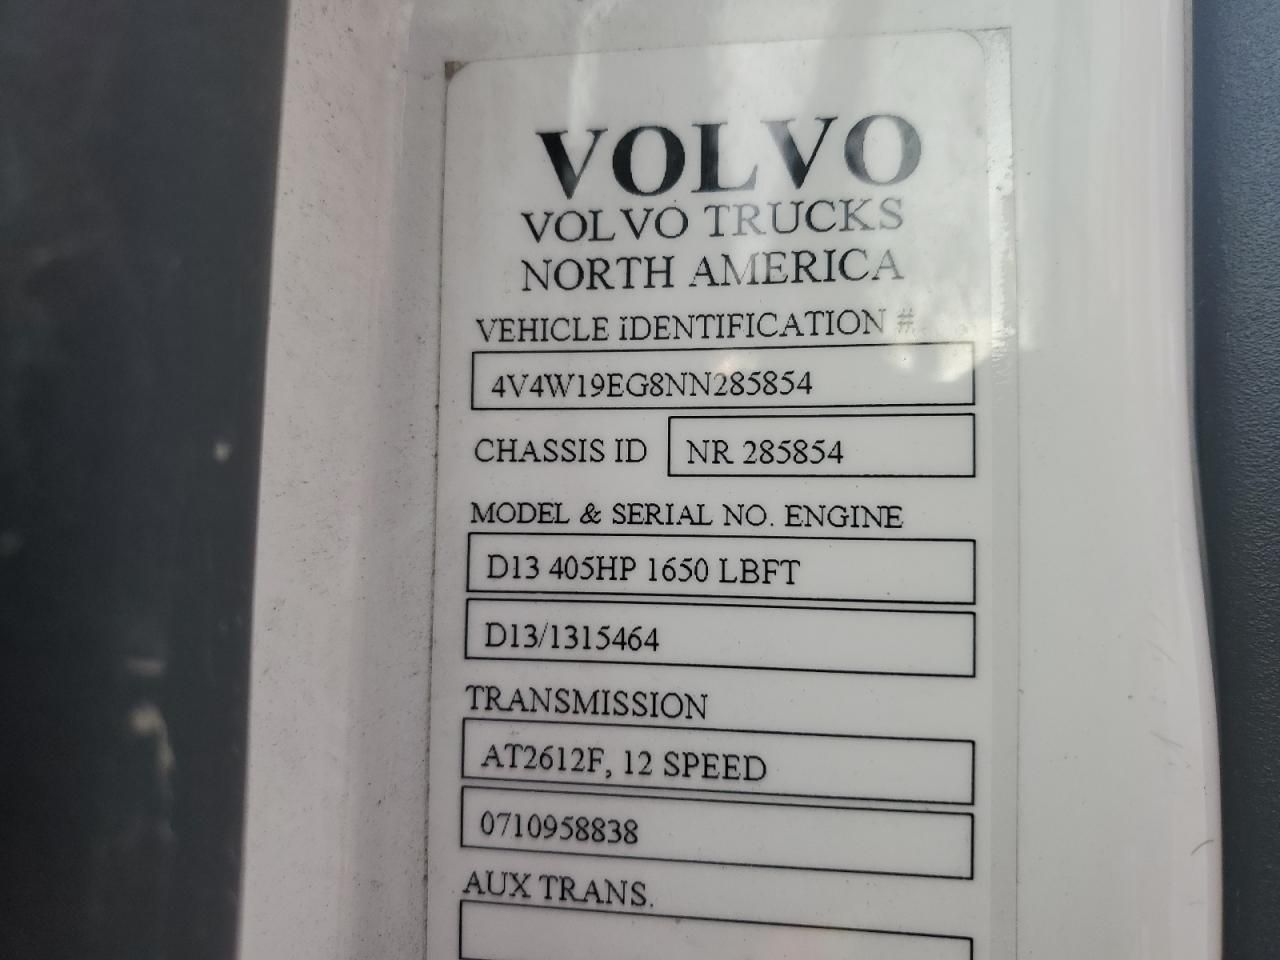 VOLVO
VOLVO TRUCKS
NORTH AMERICA
VEHICLE iDENTIFICATION #
4V4W19EG8NN285854
CHASSIS ID NR 285854
MODEL & SERIAL NO. ENGINE
D13 405HP 1650 LBFT
D13/1315464
TRANSMISSION
AT2612F, 12 SPEED
0710958838
AUX TRANS.